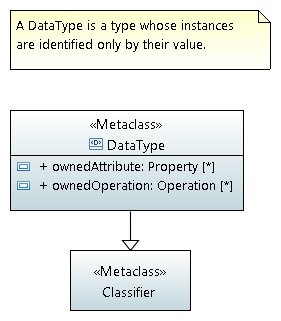 A DataType is a type whose instances
are identified only by their value.
«Metaclass»
DataType
+ ownedAttribute: Property [*]
+ ownedOperation: Operation [*]
«Metaclass»
Classifier